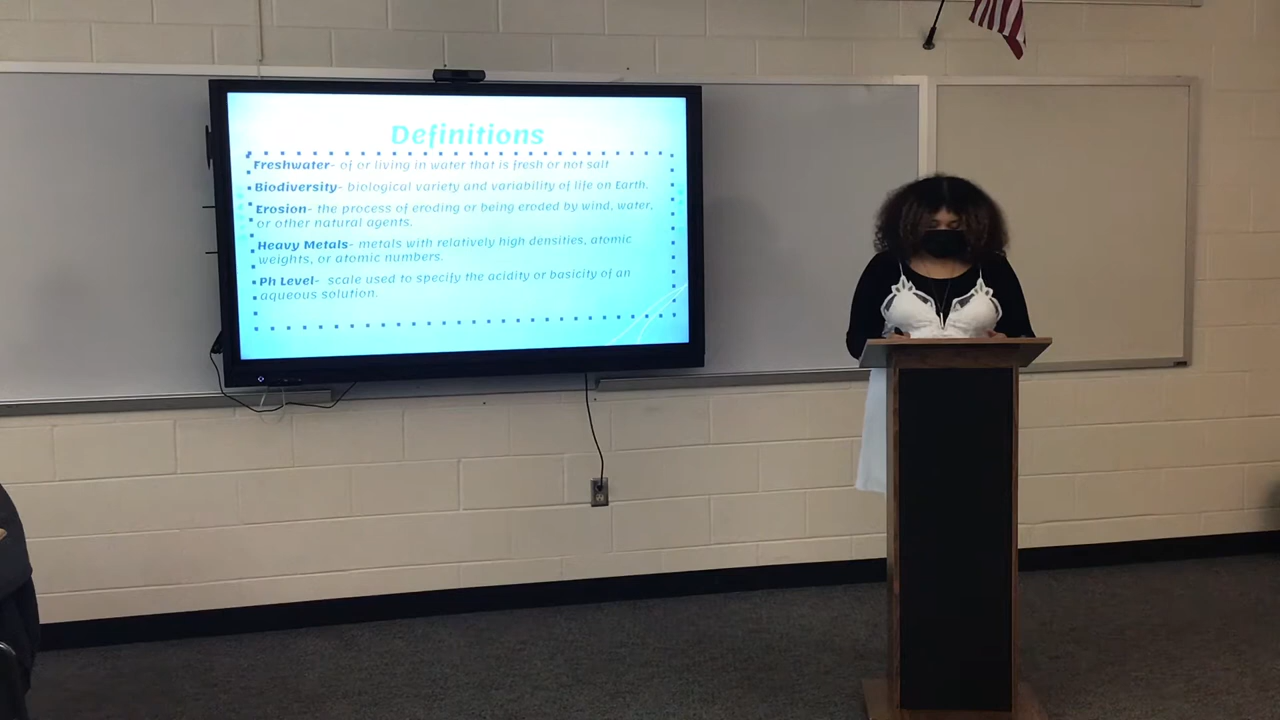 Definitions
Freshwater- of or living in water that is fresh or not salt
Biodiversity- biological variety and variability of life on Earth.
Erosion- the process of eroding or being eroded by wind, water,
or other natural agents.
Heavy Metals- metals with relatively high densities, atomic
weights, or atomic numbers.
Ph Level- scale used to specify the acidity or basicity of an
aqueous solution.